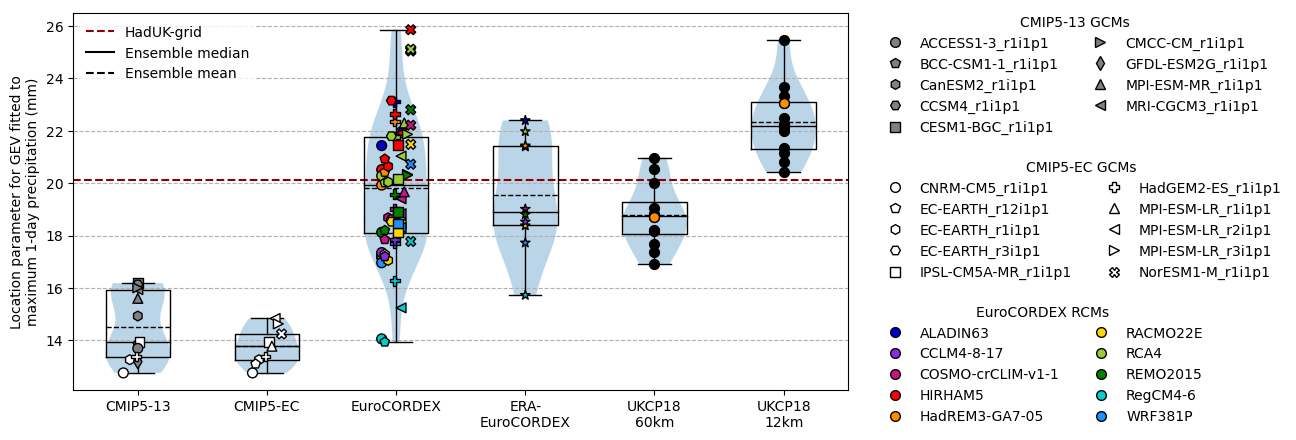 Location parameter for GEV fitted to
maximum 1-day precipitation (mm)
26
24
22
20
18
16
14
HadUK-grid
Ensemble median
Ensemble mean
CMIP5-13
CMIP5-EC
EuroCORDEX
ERA-
EuroCORDEX
UKCP18
60km
UKCP18
12km
CMIP5-13 GCMs
ACCESS1-3_r1i1p1
BCC-CSM1-1_r1i1p1
CanESM2_r1i1p1
CCSM4_r1i1p1
CESM1-BGC_r1i1p1
CMCC-CM_r1i1p1
GFDL-ESM2G_r1i1p1
MPI-ESM-MR_r1i1p1
MRI-CGCM3_r1i1p1
CMIP5-EC GCMs
CNRM-CM5_r1i1p1
EC-EARTH_r12i1p1
EC-EARTH_r1i1p1
EC-EARTH_r3i1p1
IPSL-CM5A-MR_r1i1p1
HadGEM2-ES_r1i1p1
MPI-ESM-LR_r1i1p1
MPI-ESM-LR_r2i1p1
MPI-ESM-LR_r3i1p1
NorESM1-M_r1i1p1
EuroCORDEX RCMs
ALADIN63
CCLM4-8-17
COSMO-crCLIM-v1-1
HIRHAM5
HadREM3-GA7-05
RACMO22E
RCA4
REMO2015
RegCM4-6
WRF381P